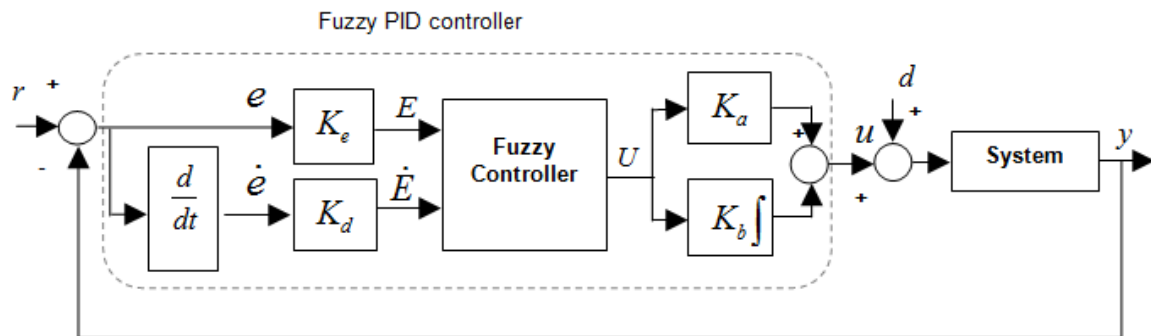 Fuzzy PID controller
r
+
-
e
ė
d
dt
K_e
K_d
E
Ė
Fuzzy
Controller
U
K_a
K_b ∫
+
u
+
d
+
System
y